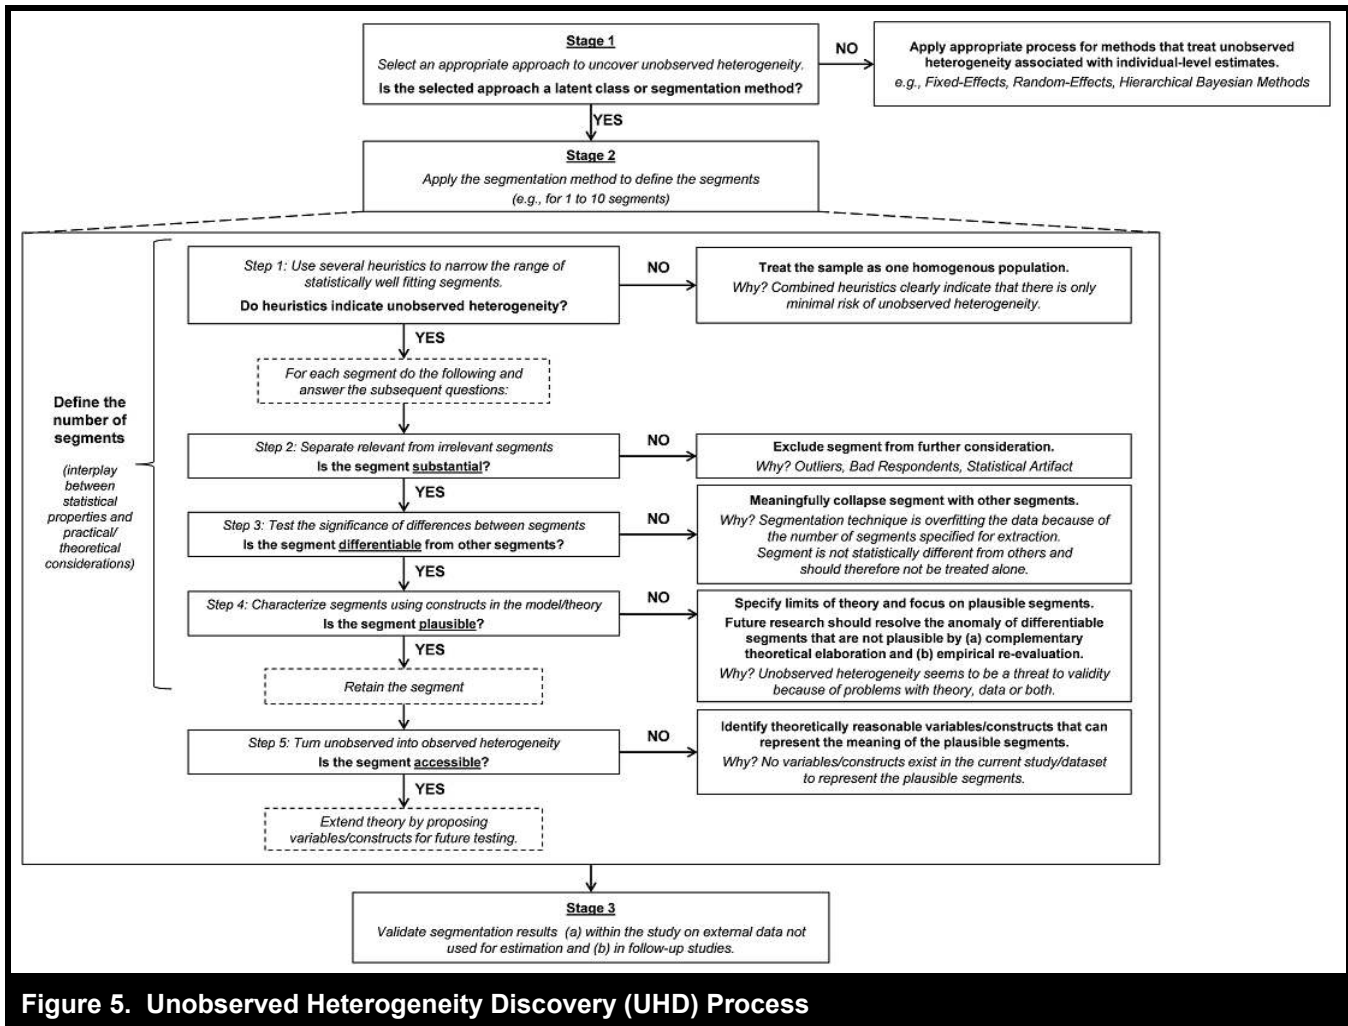 Stage 1
Select an appropriate approach to uncover unobserved heterogeneity.
Is the selected approach a latent class or segmentation method?
NO
Apply appropriate process for methods that treat unobserved
heterogeneity associated with individual-level estimates.
e.g., Fixed-Effects, Random-Effects, Hierarchical Bayesian Methods
YES
Stage 2
Apply the segmentation method to define the segments
(e.g., for 1 to 10 segments)
Define the
number of
segments
(interplay
between
statistical
properties and
practical/
theoretical
considerations)
Step 1: Use several heuristics to narrow the range of
statistically well fitting segments.
Do heuristics indicate unobserved heterogeneity?
NO
Treat the sample as one homogenous population.
Why? Combined heuristics clearly indicate that there is only
minimal risk of unobserved heterogeneity.
YES
For each segment do the following and
answer the subsequent questions:
Step 2: Separate relevant from irrelevant segments
Is the segment substantial?
NO
Exclude segment from further consideration.
Why? Outliers, Bad Respondents, Statistical Artifact
YES
Step 3: Test the significance of differences between segments
Is the segment differentiable from other segments?
NO
Meaningfully collapse segment with other segments.
Why? Segmentation technique is overfitting the data because of
the number of segments specified for extraction.
Segment is not statistically different from others and
should therefore not be treated alone.
YES
Step 4: Characterize segments using constructs in the model/theory
Is the segment plausible?
NO
Specify limits of theory and focus on plausible segments.
Future research should resolve the anomaly of differentiable
segments that are not plausible by (a) complementary
theoretical elaboration and (b) empirical re-evaluation.
Why? Unobserved heterogeneity seems to be a threat to validity
because of problems with theory, data or both.
YES
Retain the segment
Step 5: Turn unobserved into observed heterogeneity
Is the segment accessible?
NO
Identify theoretically reasonable variables/constructs that can
represent the meaning of the plausible segments.
Why? No variables/constructs exist in the current study/dataset
to represent the plausible segments.
YES
Extend theory by proposing
variables/constructs for future testing.
Stage 3
Validate segmentation results (a) within the study on external data not
used for estimation and (b) in follow-up studies.
Figure 5. Unobserved Heterogeneity Discovery (UHD) Process